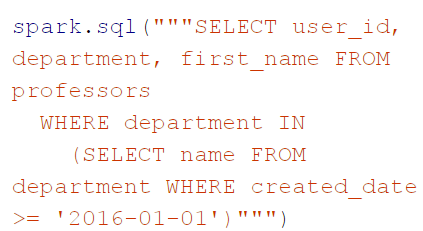 spark.sql("""SELECT user_id,
department, first_name FROM
professors
  WHERE department IN
    (SELECT name FROM
department WHERE created_date
>= '2016-01-01')""")